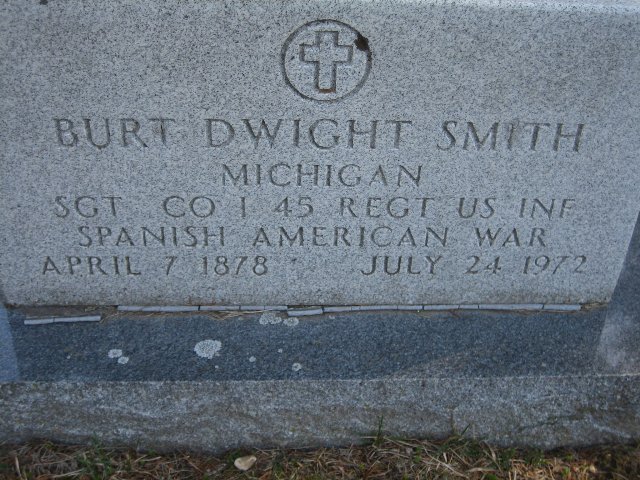 BURT DWIGHT SMITH
MICHIGAN
SGT CO I 45 REGT US INF
SPANISH AMERICAN WAR
APRIL 7 1878 JULY 24 1972